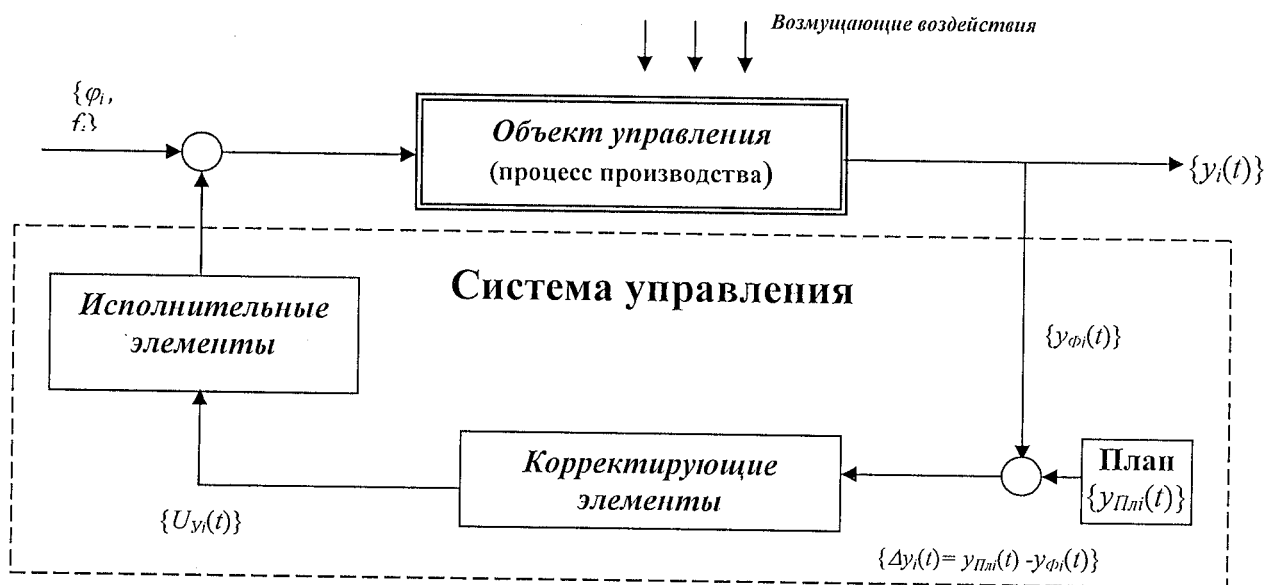 Возмущающие воздействия
{φi,
fi}
Объект управления
(процесс производства)
{yi(t)}
Система управления
Исполнительные
элементы
{yФi(t)}
Корректирующие
элементы
План
{yПлi(t)}
{Uyi(t)}
{Δyi(t)= yПлi(t) -yФi(t)}